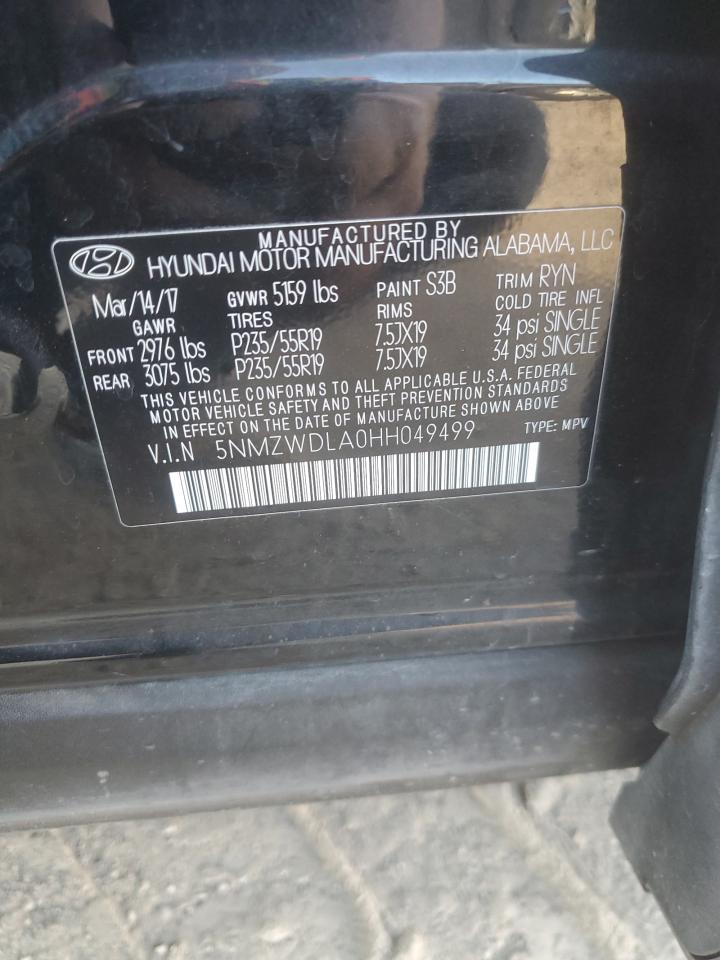 MANUFACTURED BY
HYUNDAI MOTOR MANUFACTURING ALABAMA, LLC
Mar/14/17 GVWR 5159 lbs PAINT S3B TRIM RYN
GAWR TIRES RIMS COLD TIRE INFL
FRONT 2976 lbs P235/55R19 7.5JX19 34 psi SINGLE
REAR 3075 lbs P235/55R19 7.5JX19 34 psi SINGLE
THIS VEHICLE CONFORMS TO ALL APPLICABLE U.S.A. FEDERAL
MOTOR VEHICLE SAFETY AND THEFT PREVENTION STANDARDS
IN EFFECT ON THE DATE OF MANUFACTURE SHOWN ABOVE
V.I.N 5NMZWDLA0HH049499 TYPE: MPV